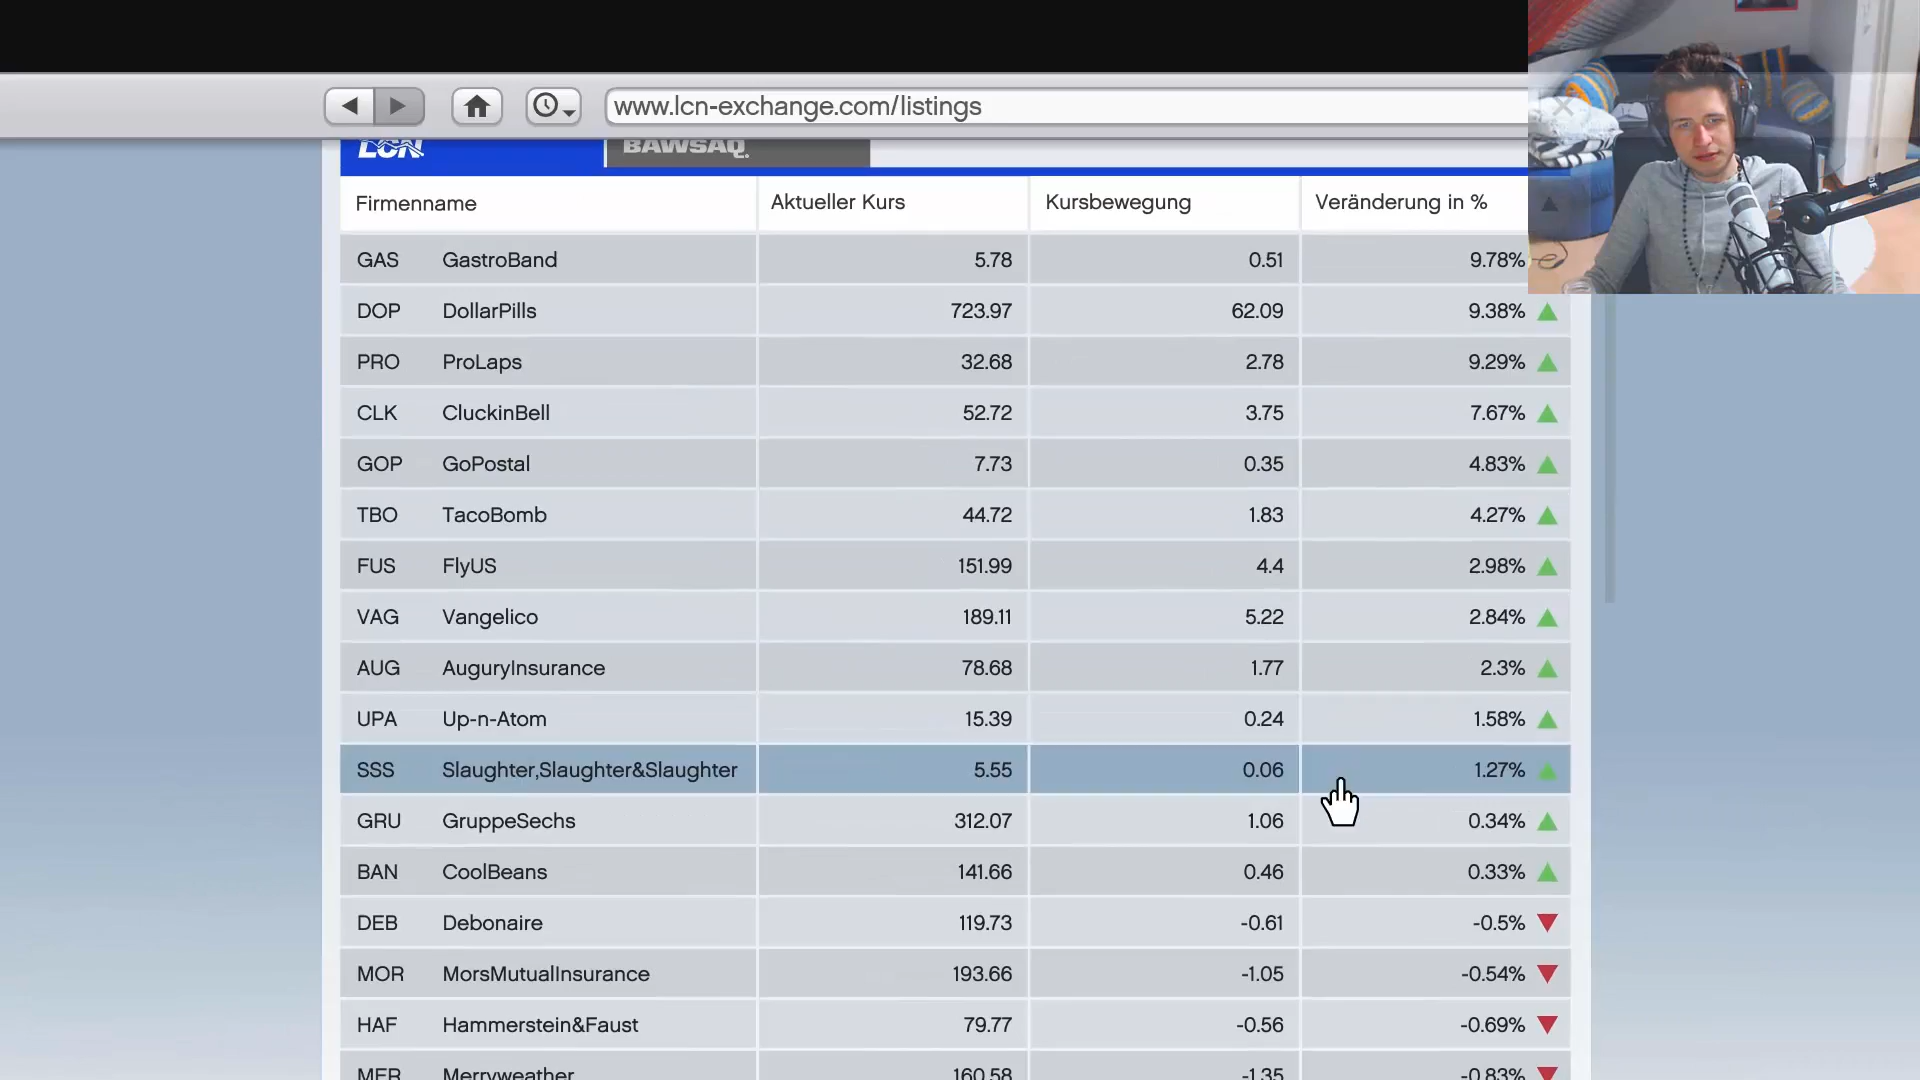 www.lcn-exchange.com/listings
LCN BAWSAQ.
Firmenname Aktueller Kurs Kursbewegung Veränderung in %
GAS GastroBand 5.78 0.51 9.78%
DOP DollarPills 723.97 62.09 9.38%
PRO ProLaps 32.68 2.78 9.29%
CLK CluckinBell 52.72 3.75 7.67%
GOP GoPostal 7.73 0.35 4.83%
TBO TacoBomb 44.72 1.83 4.27%
FUS FlyUS 151.99 4.4 2.98%
VAG Vangelico 189.11 5.22 2.84%
AUG AuguryInsurance 78.68 1.77 2.3%
UPA Up-n-Atom 15.39 0.24 1.58%
SSS Slaughter,Slaughter&Slaughter 5.55 0.06 1.27%
GRU GruppeSechs 312.07 1.06 0.34%
BAN CoolBeans 141.66 0.46 0.33%
DEB Debonaire 119.73 -0.61 -0.5%
MOR MorsMutualInsurance 193.66 -1.05 -0.54%
HAF Hammerstein&Faust 79.77 -0.56 -0.69%
MER Merryweather 160.58 -1.35 -0.83%